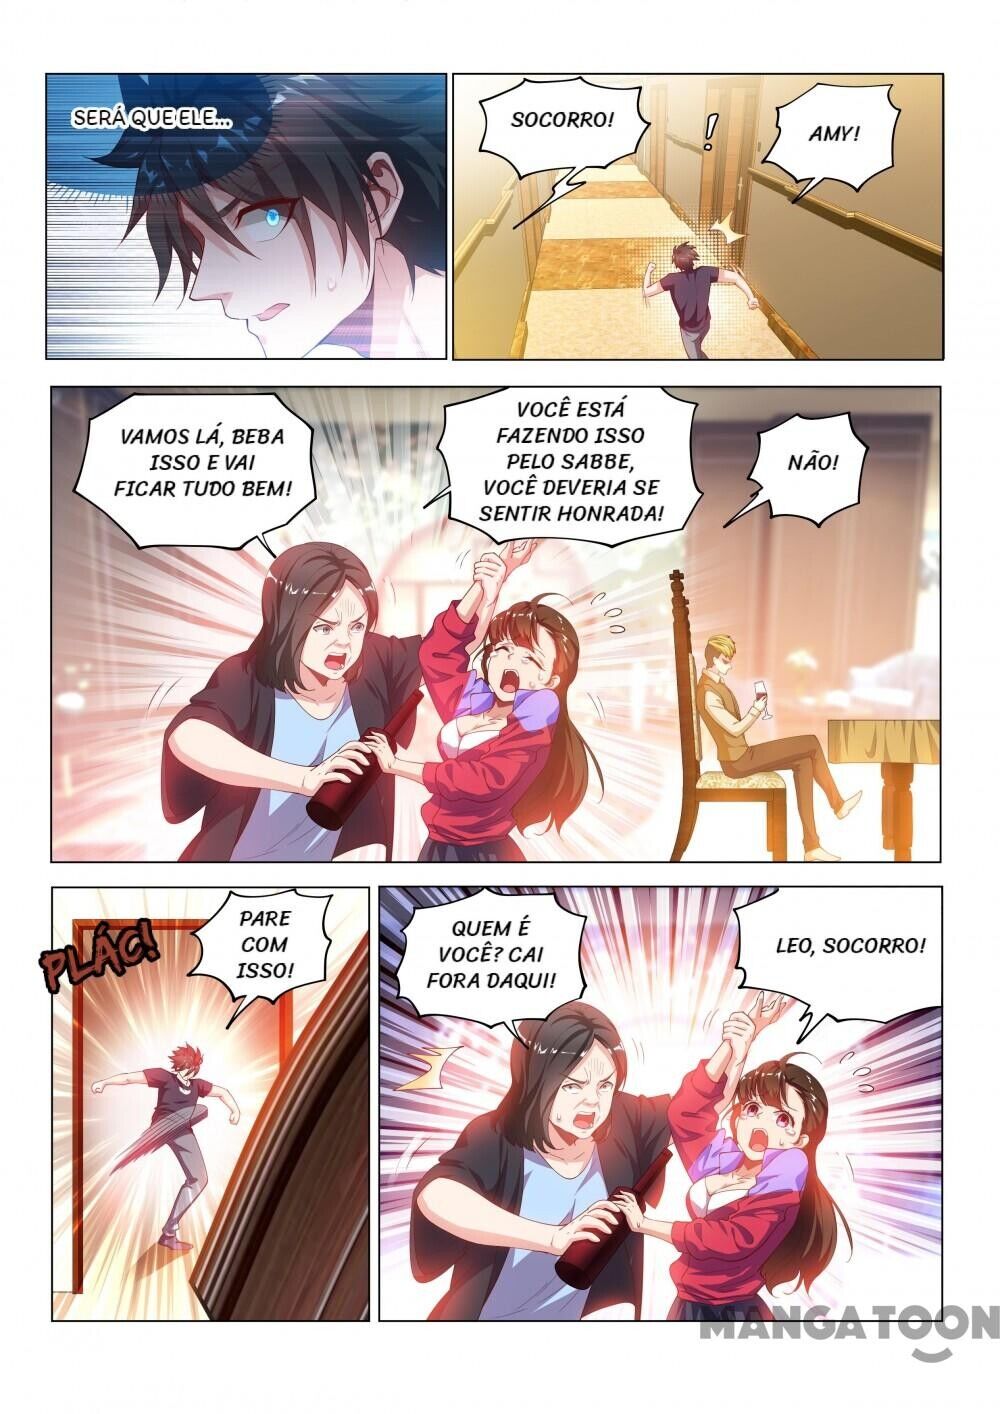 SERÁ QUE ELE...
SOCORRO!
!
AMY!
VAMOS LÁ, BEBA
ISSO E VAI
FICAR TUDO BEM!
VOCÊ ESTÁ
FAZENDO ISSO
PELO SABBE,
VOCÊ DEVERIA SE
SENTIR HONRADA!
NÃO!
PLÁC!
PARE
COM
ISSO!
QUEM É
VOCÊ? CAI
FORA DAQUI!
LEO, SOCORRO!
MANGATOON